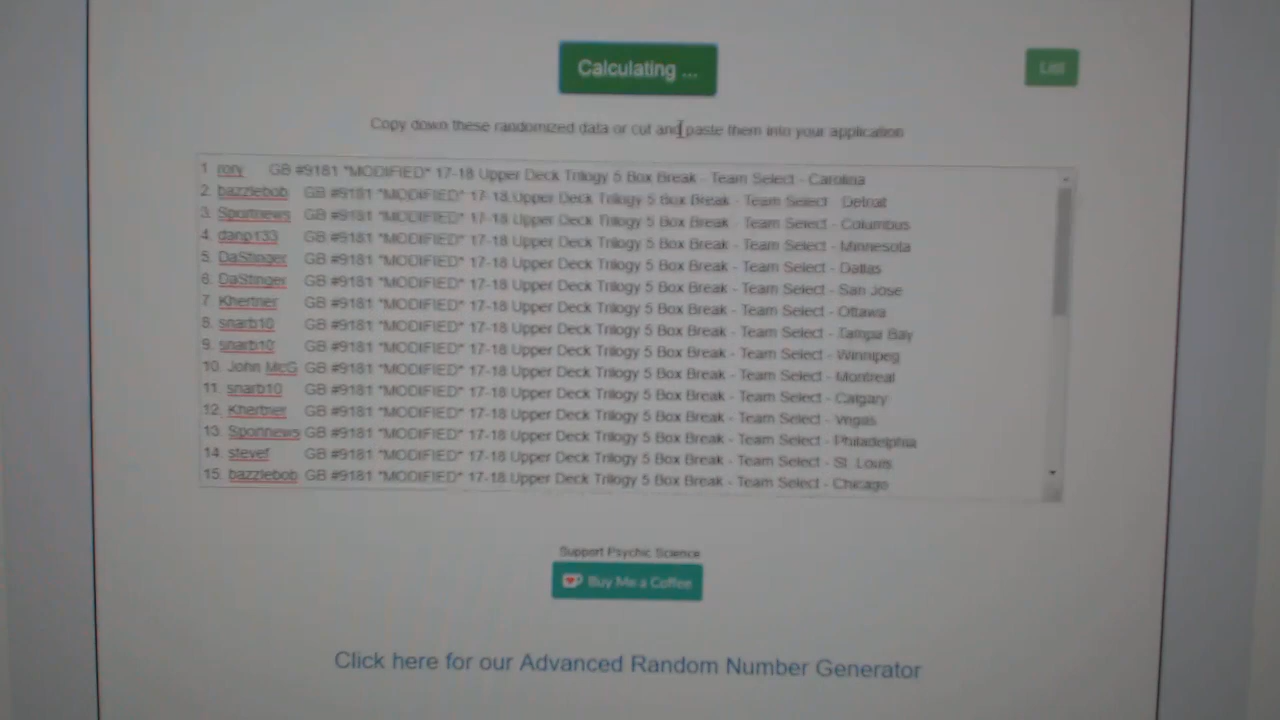 Calculating ...
List
Copy down these randomized data or cut and paste them into your application
1. rory GB #9181 "MODIFIED" 17-18 Upper Deck Trilogy 5 Box Break - Team Select - Carolina
2. bazzlebob GB #9181 "MODIFIED" 17-18 Upper Deck Trilogy 5 Box Break - Team Select - Detroit
3. Sportnews GB #9181 "MODIFIED" 17-18 Upper Deck Trilogy 5 Box Break - Team Select - Columbus
4. danp133 GB #9181 "MODIFIED" 17-18 Upper Deck Trilogy 5 Box Break - Team Select - Minnesota
5. DaStinger GB #9181 "MODIFIED" 17-18 Upper Deck Trilogy 5 Box Break - Team Select - Dallas
6. DaStinger GB #9181 "MODIFIED" 17-18 Upper Deck Trilogy 5 Box Break - Team Select - San Jose
7. Khertner GB #9181 "MODIFIED" 17-18 Upper Deck Trilogy 5 Box Break - Team Select - Ottawa
8. snarb10 GB #9181 "MODIFIED" 17-18 Upper Deck Trilogy 5 Box Break - Team Select - Tampa Bay
9. snarb10 GB #9181 "MODIFIED" 17-18 Upper Deck Trilogy 5 Box Break - Team Select - Winnipeg
10. John McG GB #9181 "MODIFIED" 17-18 Upper Deck Trilogy 5 Box Break - Team Select - Montreal
11. snarb10 GB #9181 "MODIFIED" 17-18 Upper Deck Trilogy 5 Box Break - Team Select - Calgary
12. Khertner GB #9181 "MODIFIED" 17-18 Upper Deck Trilogy 5 Box Break - Team Select - Vegas
13. Sportnews GB #9181 "MODIFIED" 17-18 Upper Deck Trilogy 5 Box Break - Team Select - Philadelphia
14. stevef GB #9181 "MODIFIED" 17-18 Upper Deck Trilogy 5 Box Break - Team Select - St. Louis
15. bazzlebob GB #9181 "MODIFIED" 17-18 Upper Deck Trilogy 5 Box Break - Team Select - Chicago
Support Psychic Science
Buy Me a Coffee
Click here for our Advanced Random Number Generator